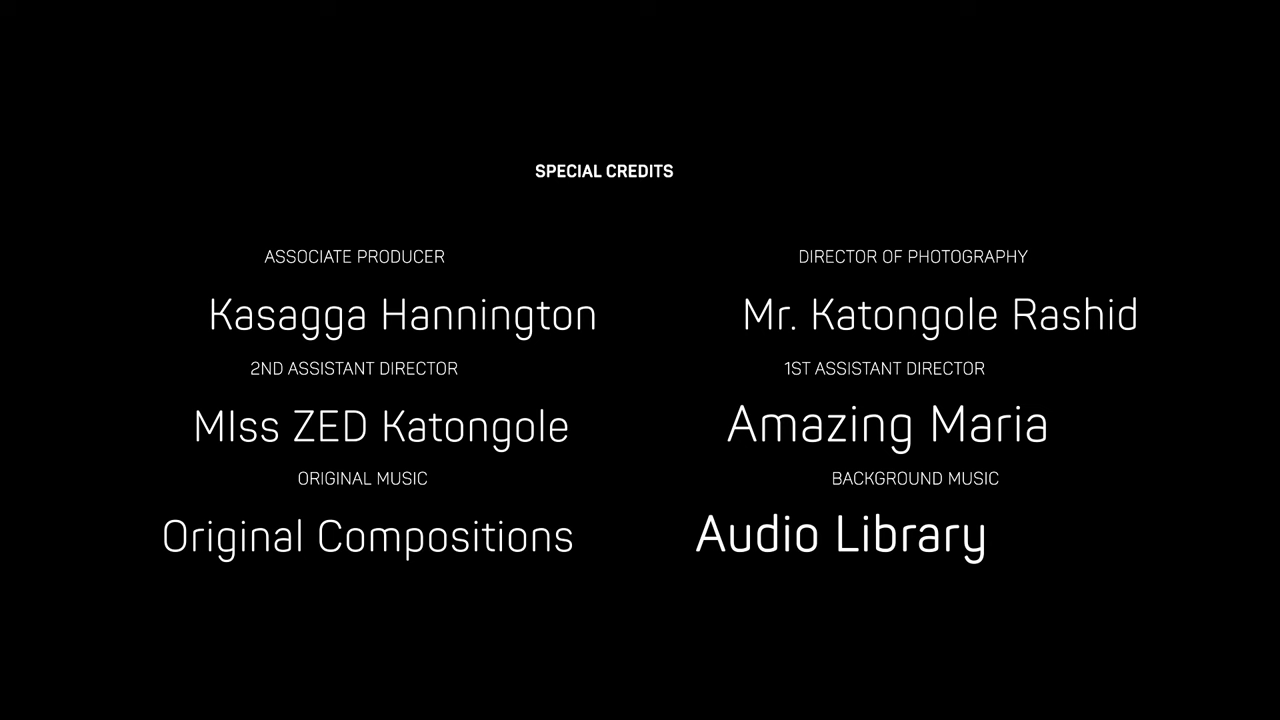 SPECIAL CREDITS
ASSOCIATE PRODUCER
Kasagga Hannington
DIRECTOR OF PHOTOGRAPHY
Mr. Katongole Rashid
2ND ASSISTANT DIRECTOR
MIss ZED Katongole
1ST ASSISTANT DIRECTOR
Amazing Maria
ORIGINAL MUSIC
Original Compositions
BACKGROUND MUSIC
Audio Library